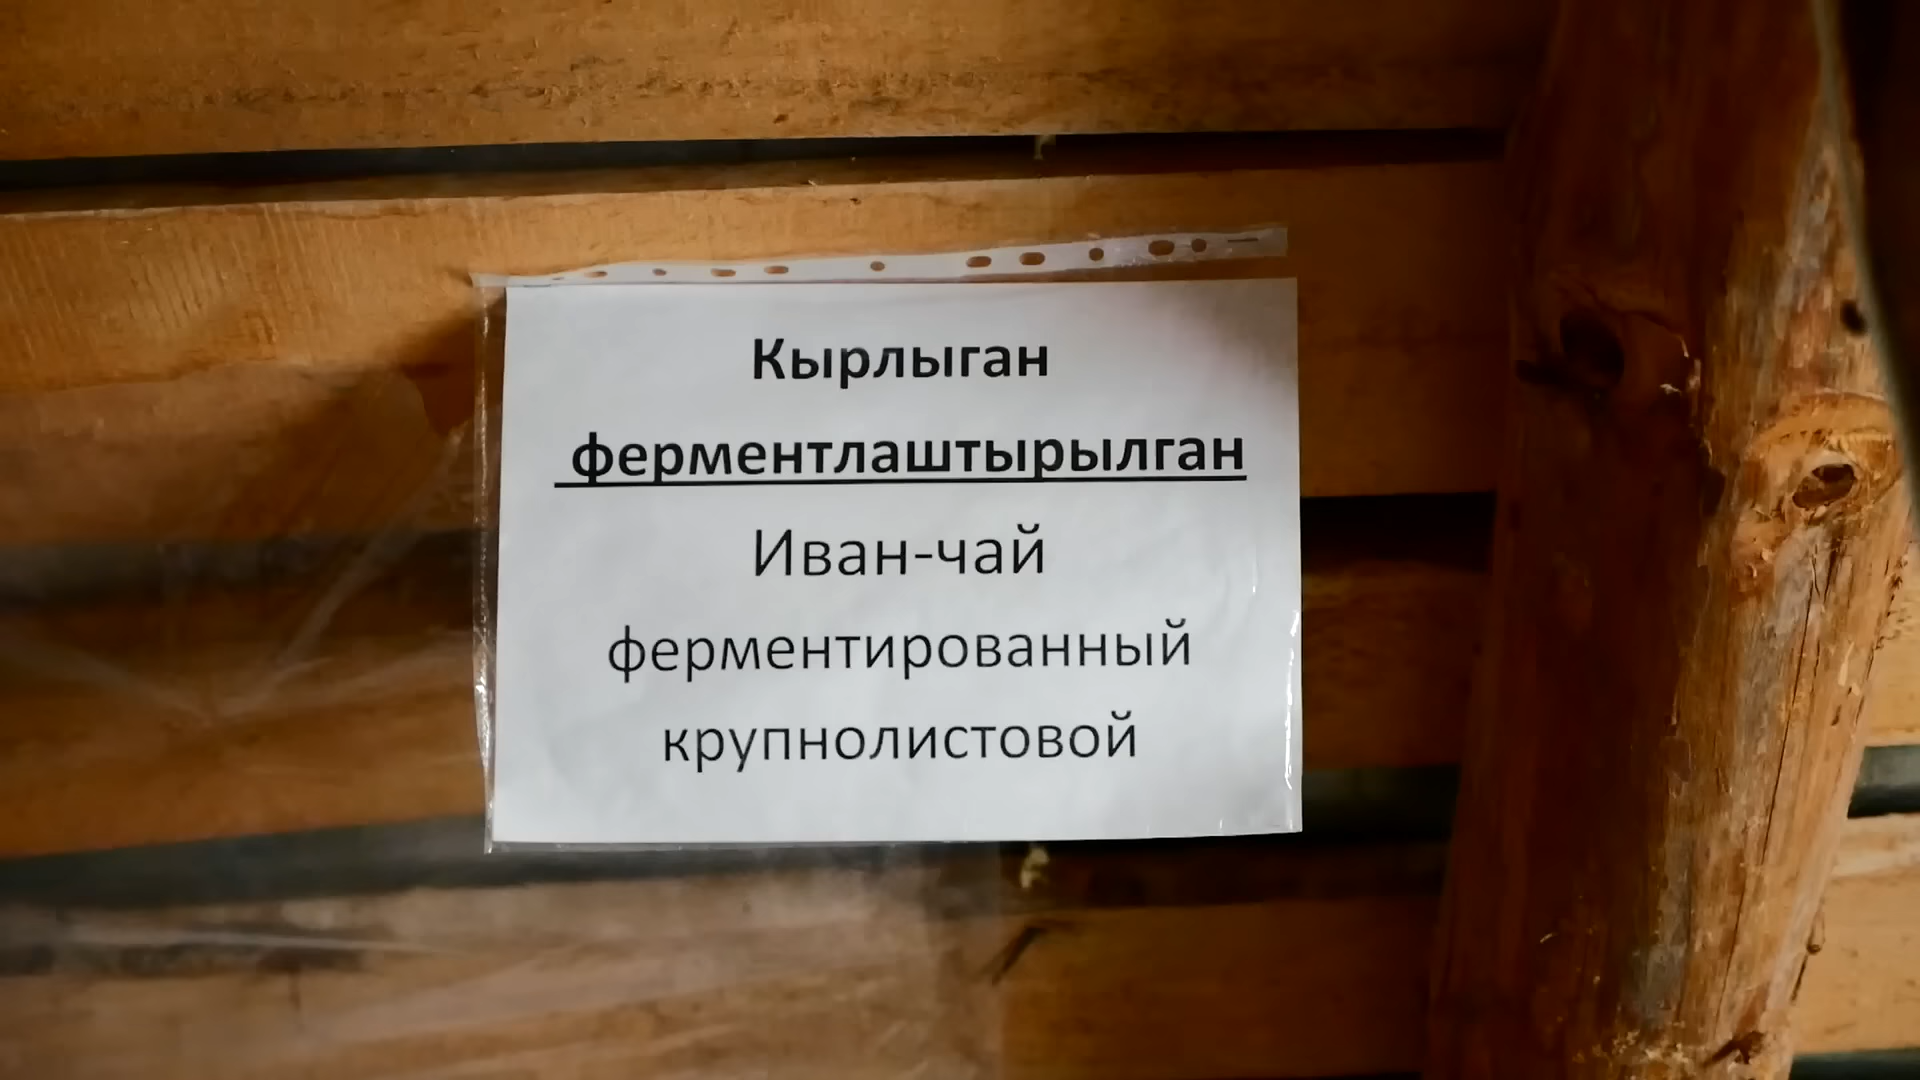 Кырлыган
ферментлаштырылган
Иван-чай
ферментированный
крупнолистовой